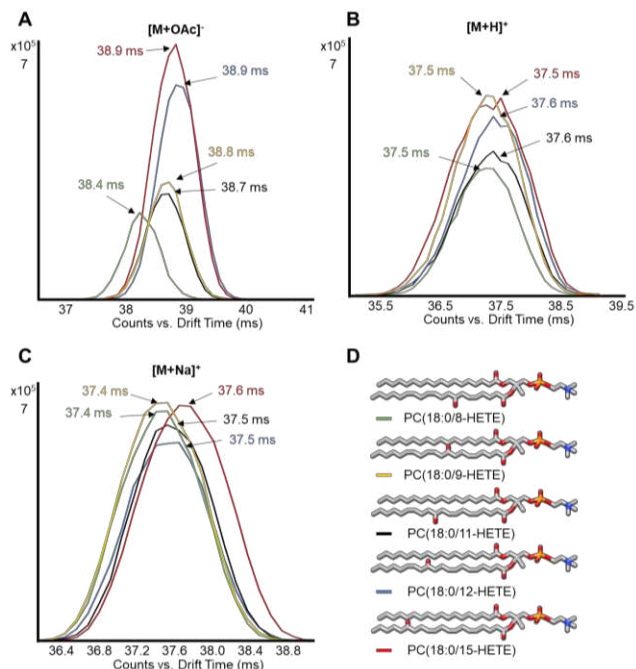 A
[M+OAc]-
x10⁵
7
38.9 ms
38.9 ms
38.8 ms
38.7 ms
38.4 ms
37 38 39 40 41
Counts vs. Drift Time (ms)
B
[M+H]+
x10⁵
7
37.5 ms
37.5 ms
37.6 ms
37.6 ms
37.5 ms
35.5 36.5 37.5 38.5 39.5
Counts vs. Drift Time (ms)
C
[M+Na]+
x10⁵
7
37.4 ms
37.6 ms
37.4 ms
37.5 ms
37.5 ms
36.4 36.8 37.2 37.6 38.0 38.4 38.8
Counts vs. Drift Time (ms)
D
PC(18:0/8-HETE)
PC(18:0/9-HETE)
PC(18:0/11-HETE)
PC(18:0/12-HETE)
PC(18:0/15-HETE)